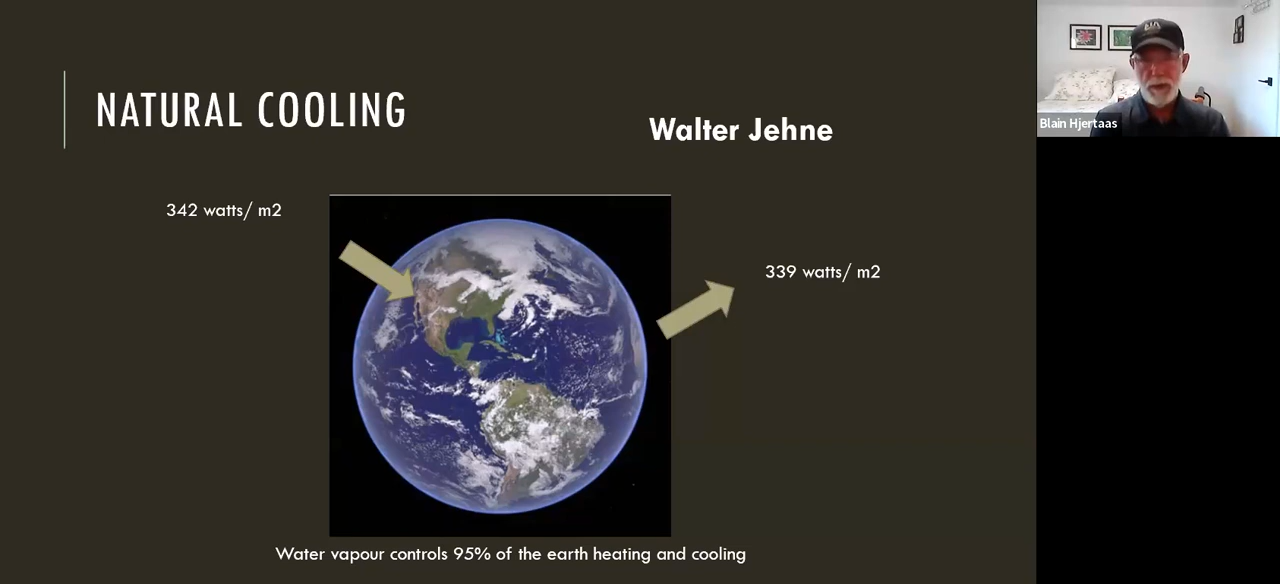 NATURAL COOLING
Walter Jehne
342 watts/ m2
339 watts/ m2
Water vapour controls 95% of the earth heating and cooling
Blain Hjertaas